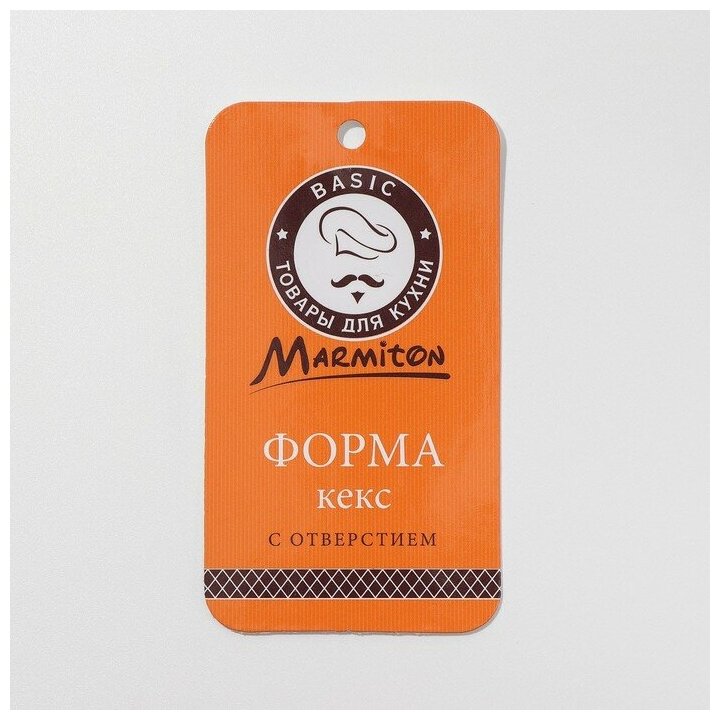 BASIC
ТОВАРЫ ДЛЯ КУХНИ
MARMITON
ФОРМА
кекс
С ОТВЕРСТИЕМ